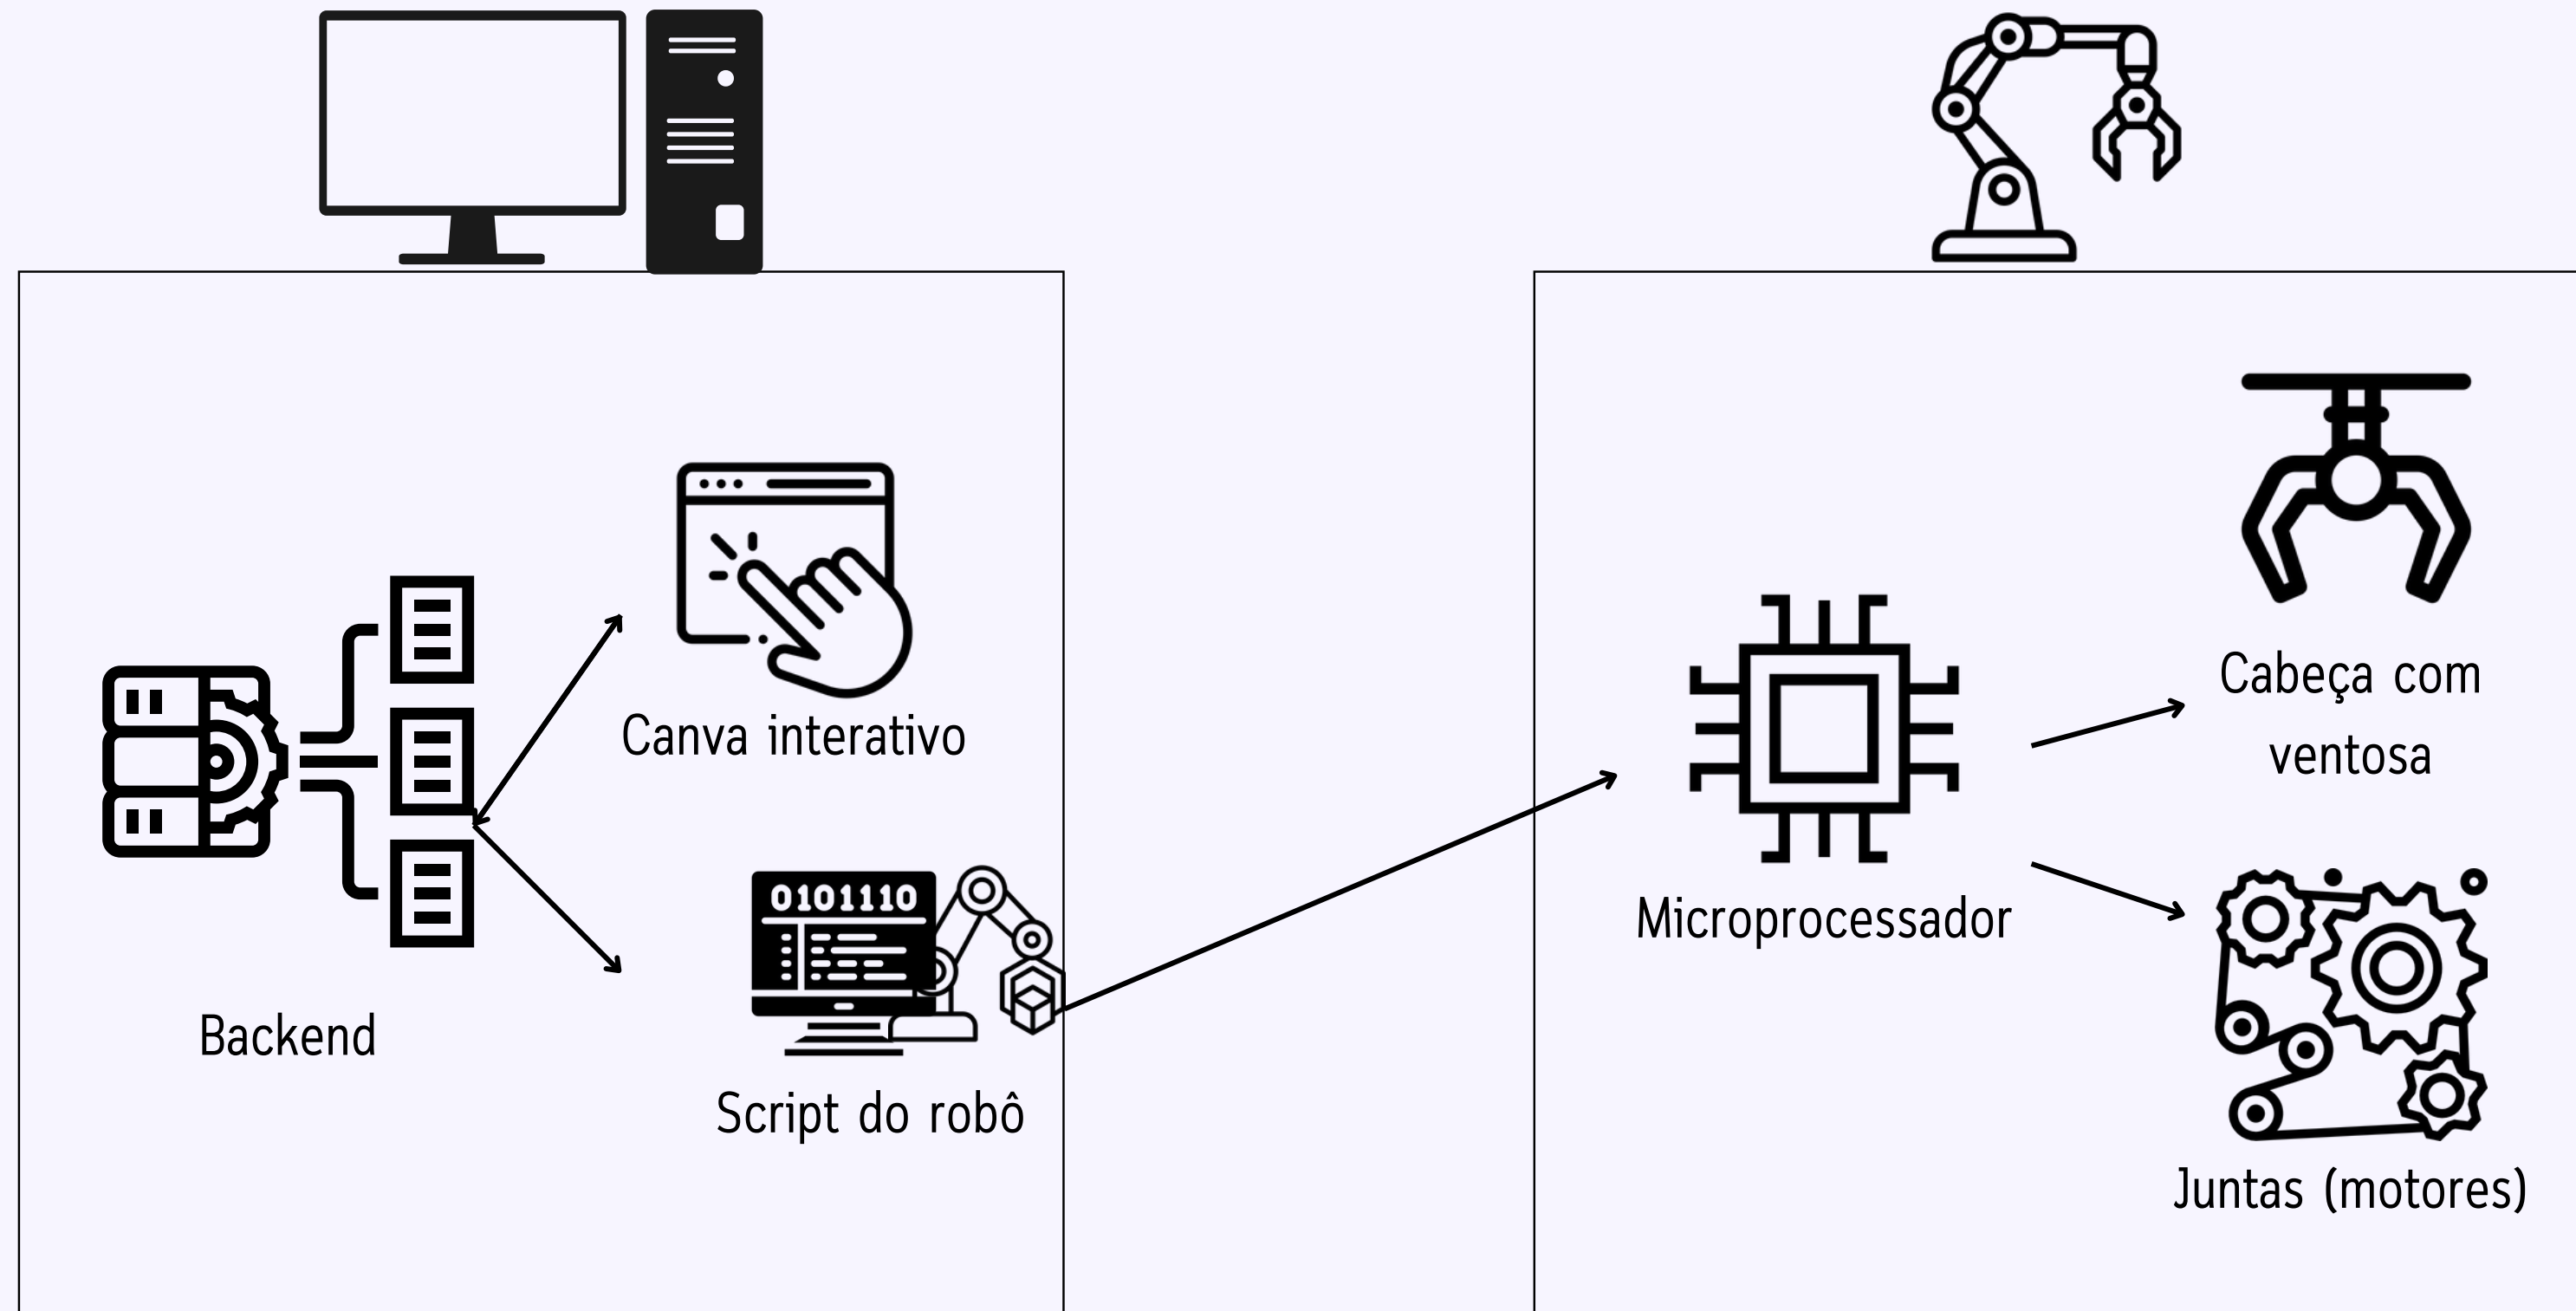 Canva interativo
Backend
0101110
Script do robô
Microprocessador
Cabeça com
ventosa
Juntas (motores)